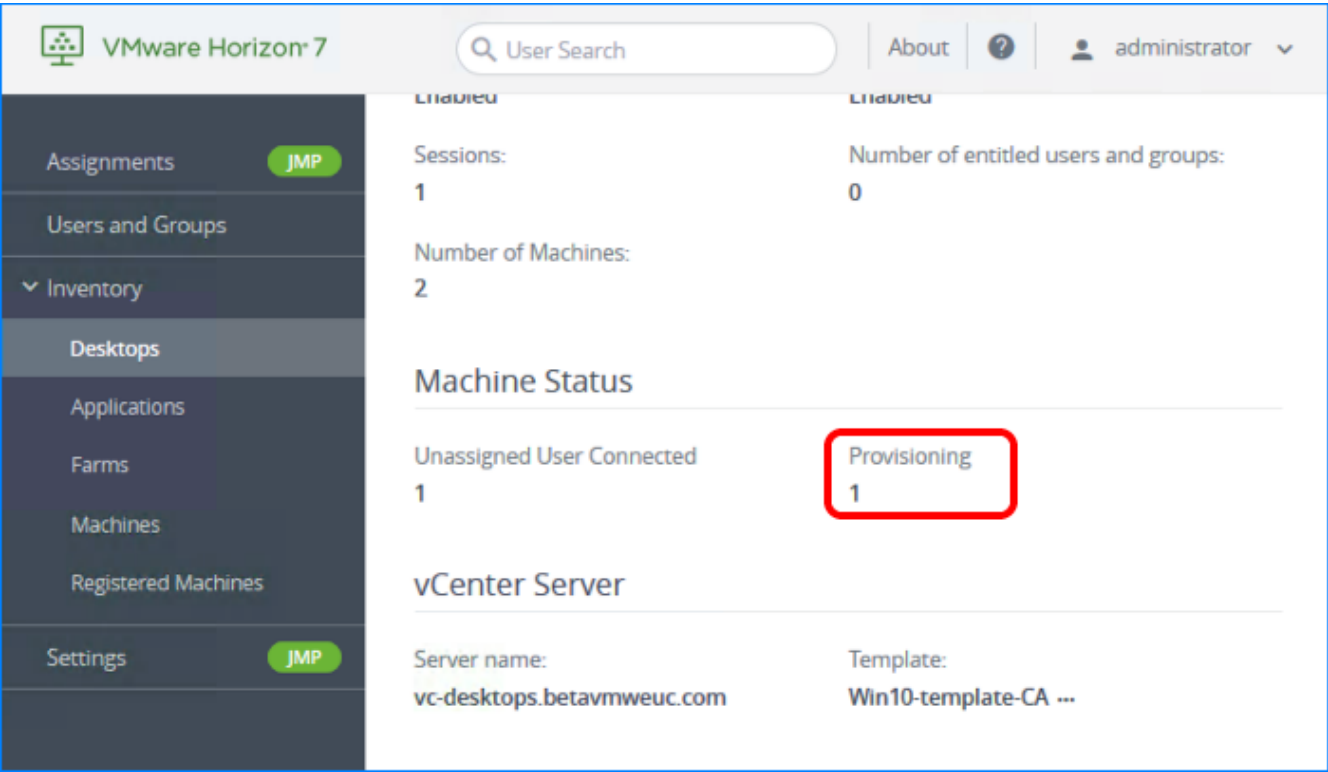 VMware Horizon® 7
User Search
About
administrator
Assignments
JMP
Users and Groups
Inventory
Desktops
Applications
Farms
Machines
Registered Machines
Settings
JMP
Enabled
Enabled
Sessions:
1
Number of entitled users and groups:
0
Number of Machines:
2
Machine Status
Unassigned User Connected
1
Provisioning
1
vCenter Server
Server name:
vc-desktops.betavmweuc.com
Template:
Win10-template-CA ···